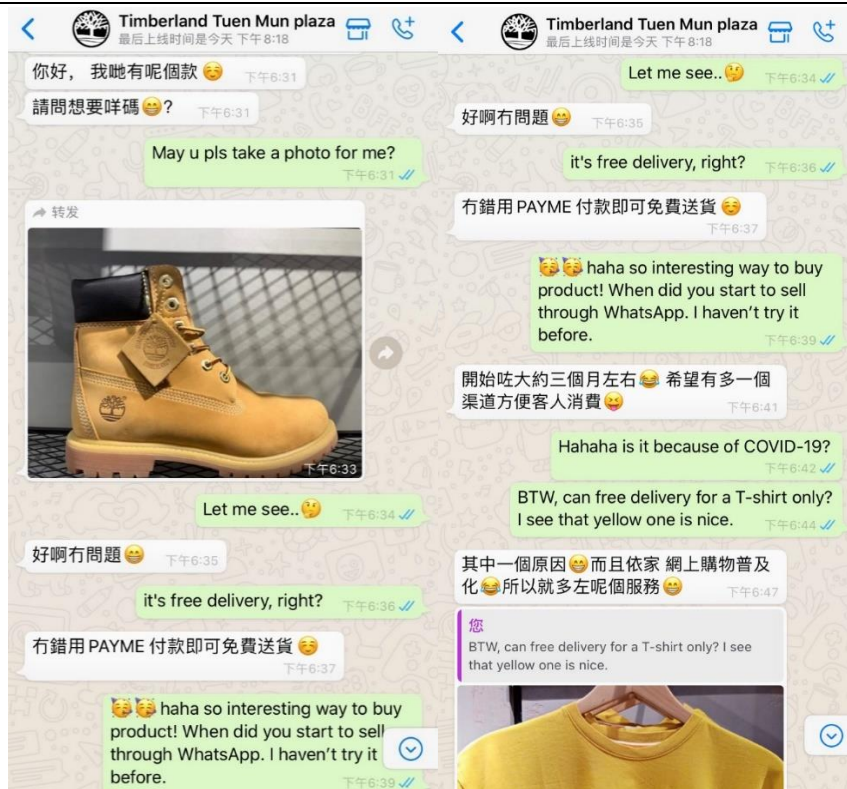 Timberland Tuen Mun plaza
最后上线时间是今天 下午8:18
你好， 我哋有呢個款☺️ 下午6:31
請問想要咩碼😁? 下午6:31
May u pls take a photo for me?
下午6:31
转发
下午6:33
Let me see..🤔 下午6:34
好啊冇問題😁 下午6:35
it's free delivery, right? 下午6:36
冇錯用PAYME 付款即可免費送貨☺️
下午6:37
🥳🥳 haha so interesting way to buy
product! When did you start to sell
through WhatsApp. I haven't try it
before. 下午6:39
Timberland Tuen Mun plaza
最后上线时间是今天 下午8:18
Let me see..🤔 下午6:34
好啊冇問題😁 下午6:35
it's free delivery, right? 下午6:36
冇錯用PAYME 付款即可免費送貨☺️
下午6:37
🥳🥳 haha so interesting way to buy
product! When did you start to sell
through WhatsApp. I haven't try it
before. 下午6:39
開始咗大約三個月左右😂 希望有多一個
渠道方便客人消費😝 下午6:41
Hahaha is it because of COVID-19?
下午6:42
BTW, can free delivery for a T-shirt only?
I see that yellow one is nice. 下午6:44
其中一個原因😁而且依家 網上購物普及
化😂所以就多左呢個服務😁 下午6:47
您
BTW, can free delivery for a T-shirt only? I see
that yellow one is nice.